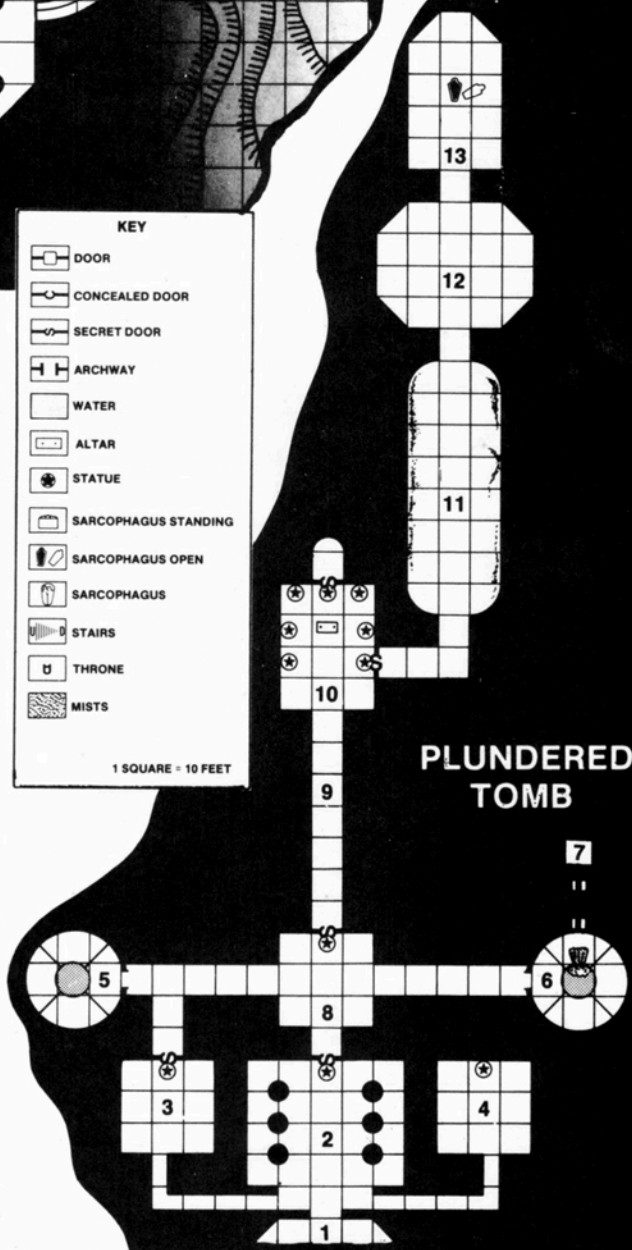 13
KEY
DOOR
CONCEALED DOOR
S SECRET DOOR
ARCHWAY
WATER
ALTAR
STATUE
SARCOPHAGUS STANDING
SARCOPHAGUS OPEN
SARCOPHAGUS
U D STAIRS
THRONE
MISTS
1 SQUARE = 10 FEET
12
11
S
S
10
PLUNDERED
TOMB
9
7
S
5
6
8
S
S
3
2
4
1